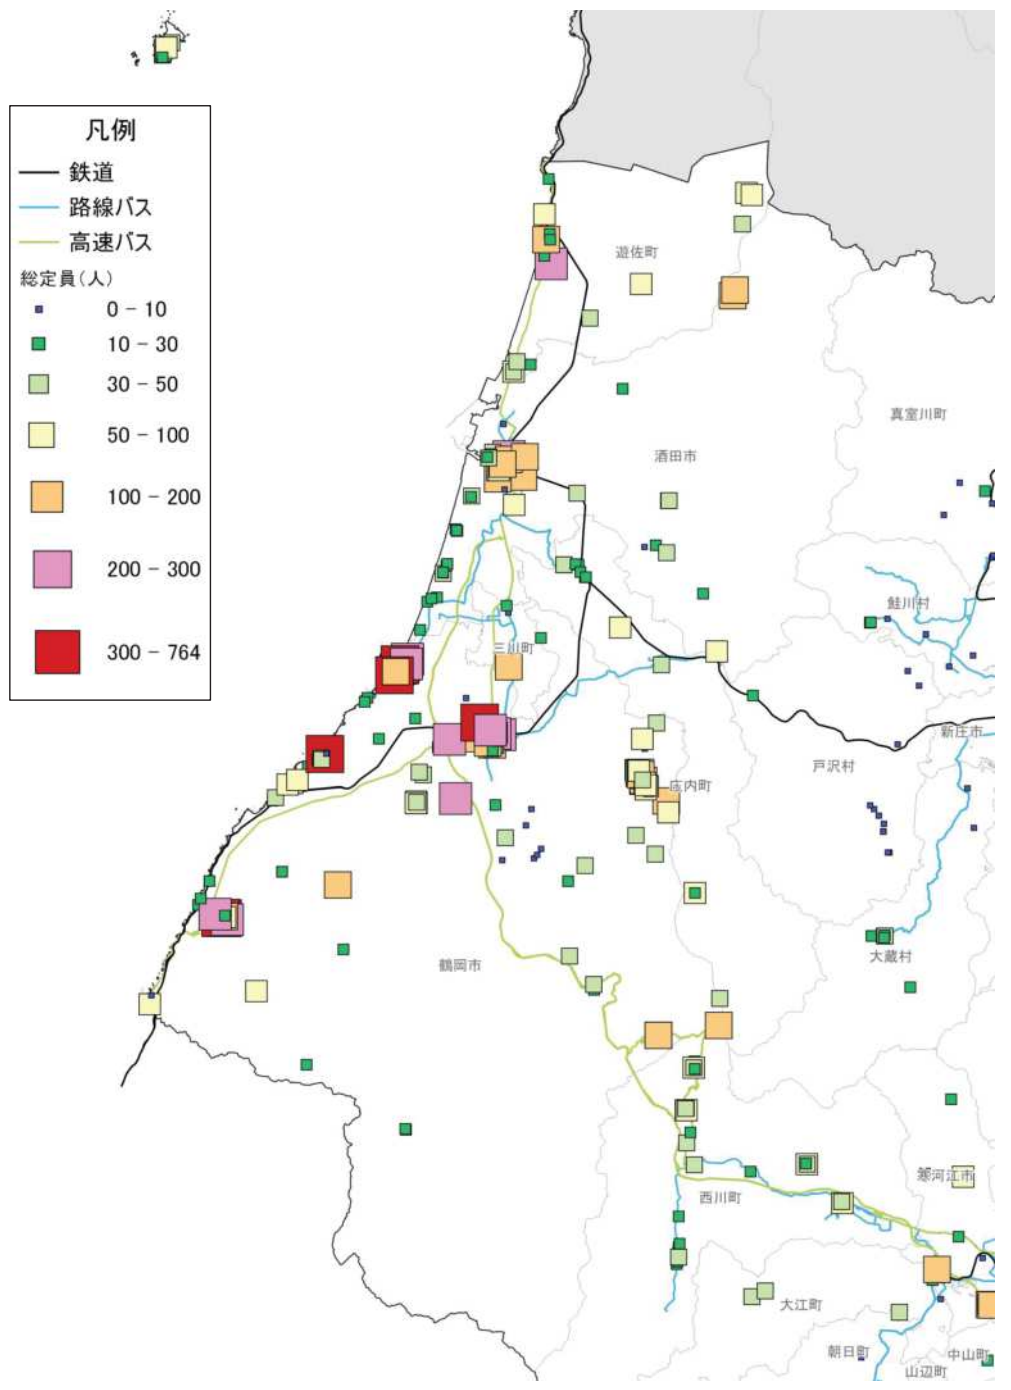 凡例
鉄道
路線バス
高速バス
総定員(人)
0 - 10
10 - 30
30 - 50
50 - 100
100 - 200
200 - 300
300 - 764
遊佐町
真室川町
酒田市
鮭川村
三川町
新庄市
戸沢村
庄内町
大蔵村
鶴岡市
寒河江市
西川町
大江町
朝日町
中山町
山辺町